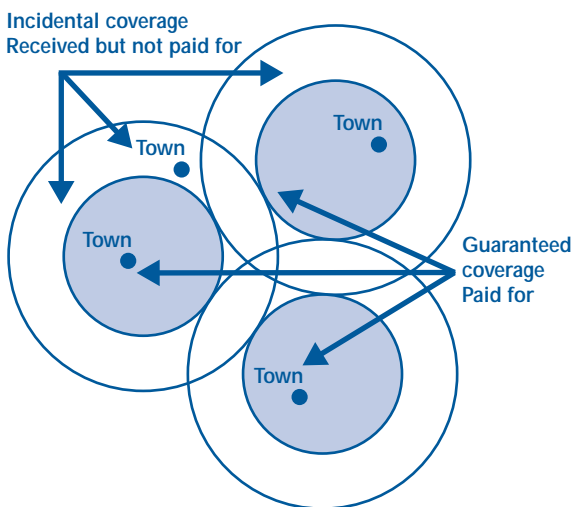 Incidental coverage
Received but not paid for
Town
Town
Town
Guaranteed
coverage
Paid for
Town